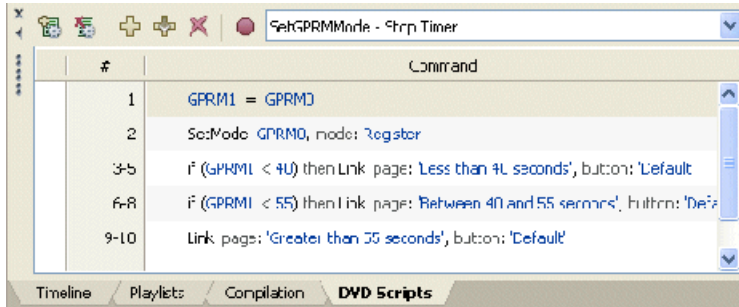 SetGPRMMode - Stop Timer
# Command
1 GPRM1 = GPRM0
2 SetMode GPRM0, mode: Register
3-5 if (GPRM1 < 40) then Link page: 'Less than 40 seconds', button: 'Default'
6-8 if (GPRM1 < 55) then Link page: 'Between 40 and 55 seconds', button: 'Defa
9-10 Link page: 'Greater than 55 seconds', button: 'Default'
Timeline Playlists Compilation DVD Scripts